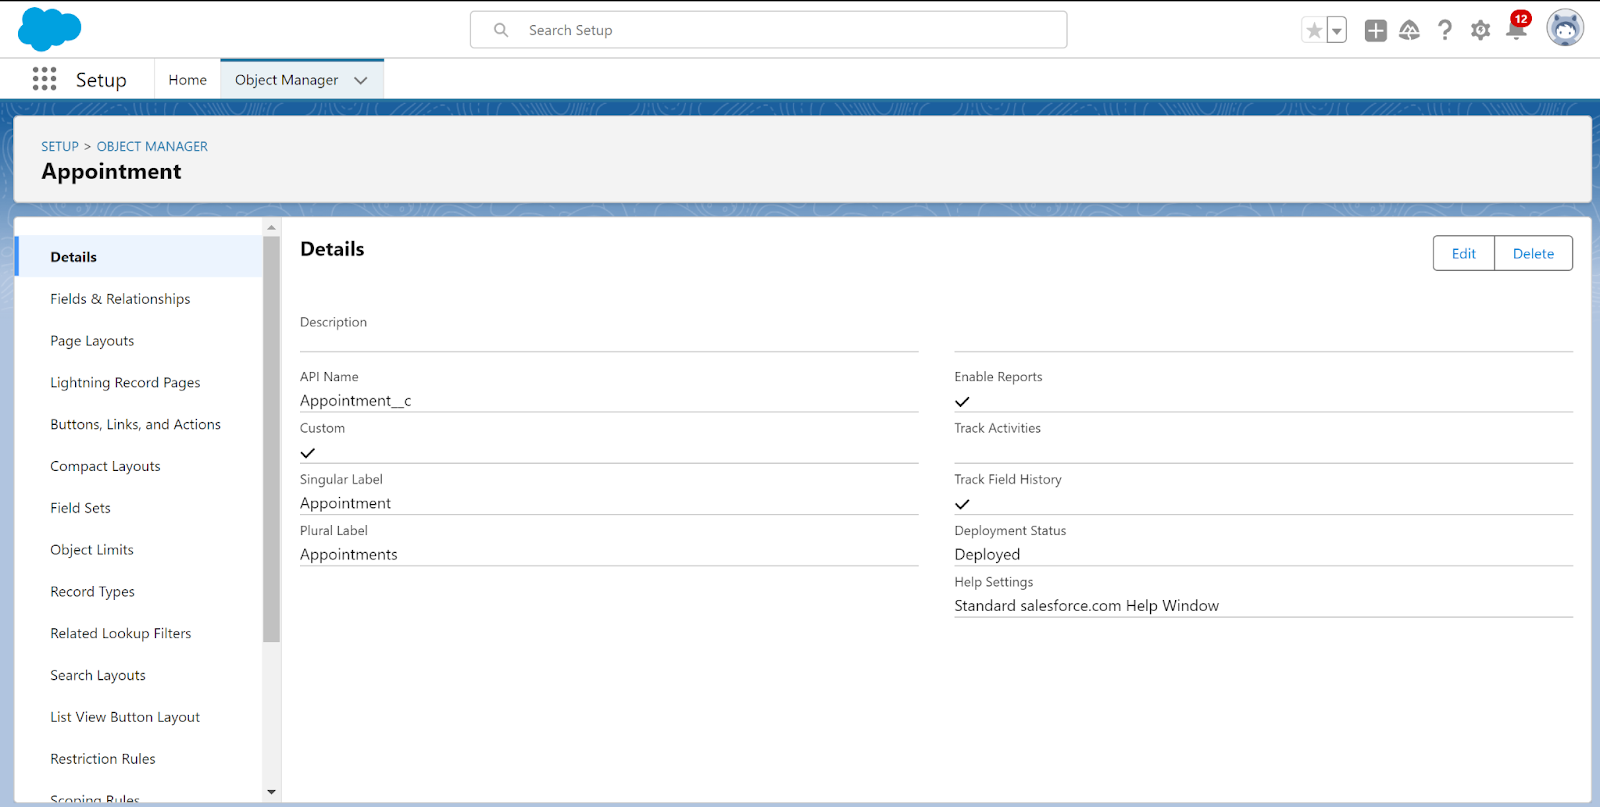 Search Setup
12
Setup
Home
Object Manager
SETUP > OBJECT MANAGER
Appointment
Details
Fields & Relationships
Page Layouts
Lightning Record Pages
Buttons, Links, and Actions
Compact Layouts
Field Sets
Object Limits
Record Types
Related Lookup Filters
Search Layouts
List View Button Layout
Restriction Rules
Scoping Rules
Details
Edit
Delete
Description
API Name
Appointment__c
Custom
Singular Label
Appointment
Plural Label
Appointments
Enable Reports
Track Activities
Track Field History
Deployment Status
Deployed
Help Settings
Standard salesforce.com Help Window